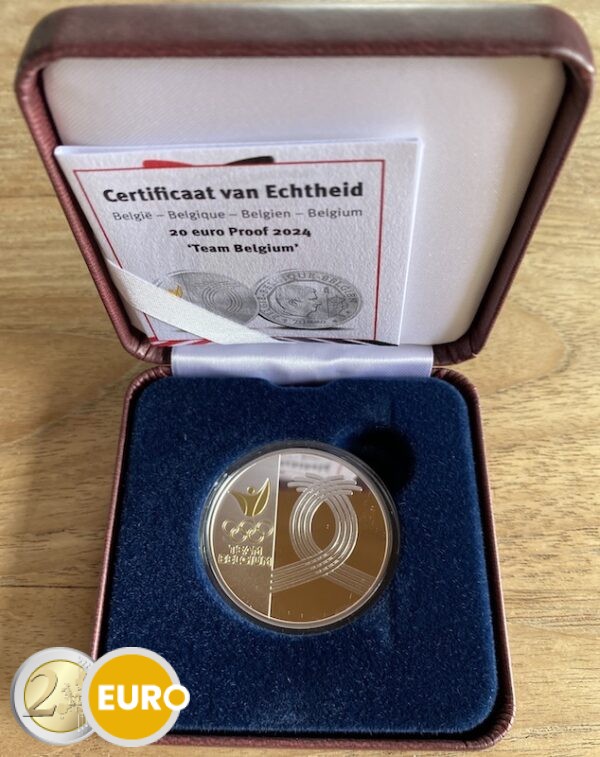 Certificaat van Echtheid
België – Belgique – Belgien – Belgium
20 euro Proof 2024
‘Team Belgium’
TEAM
BELGIUM
2 EURO